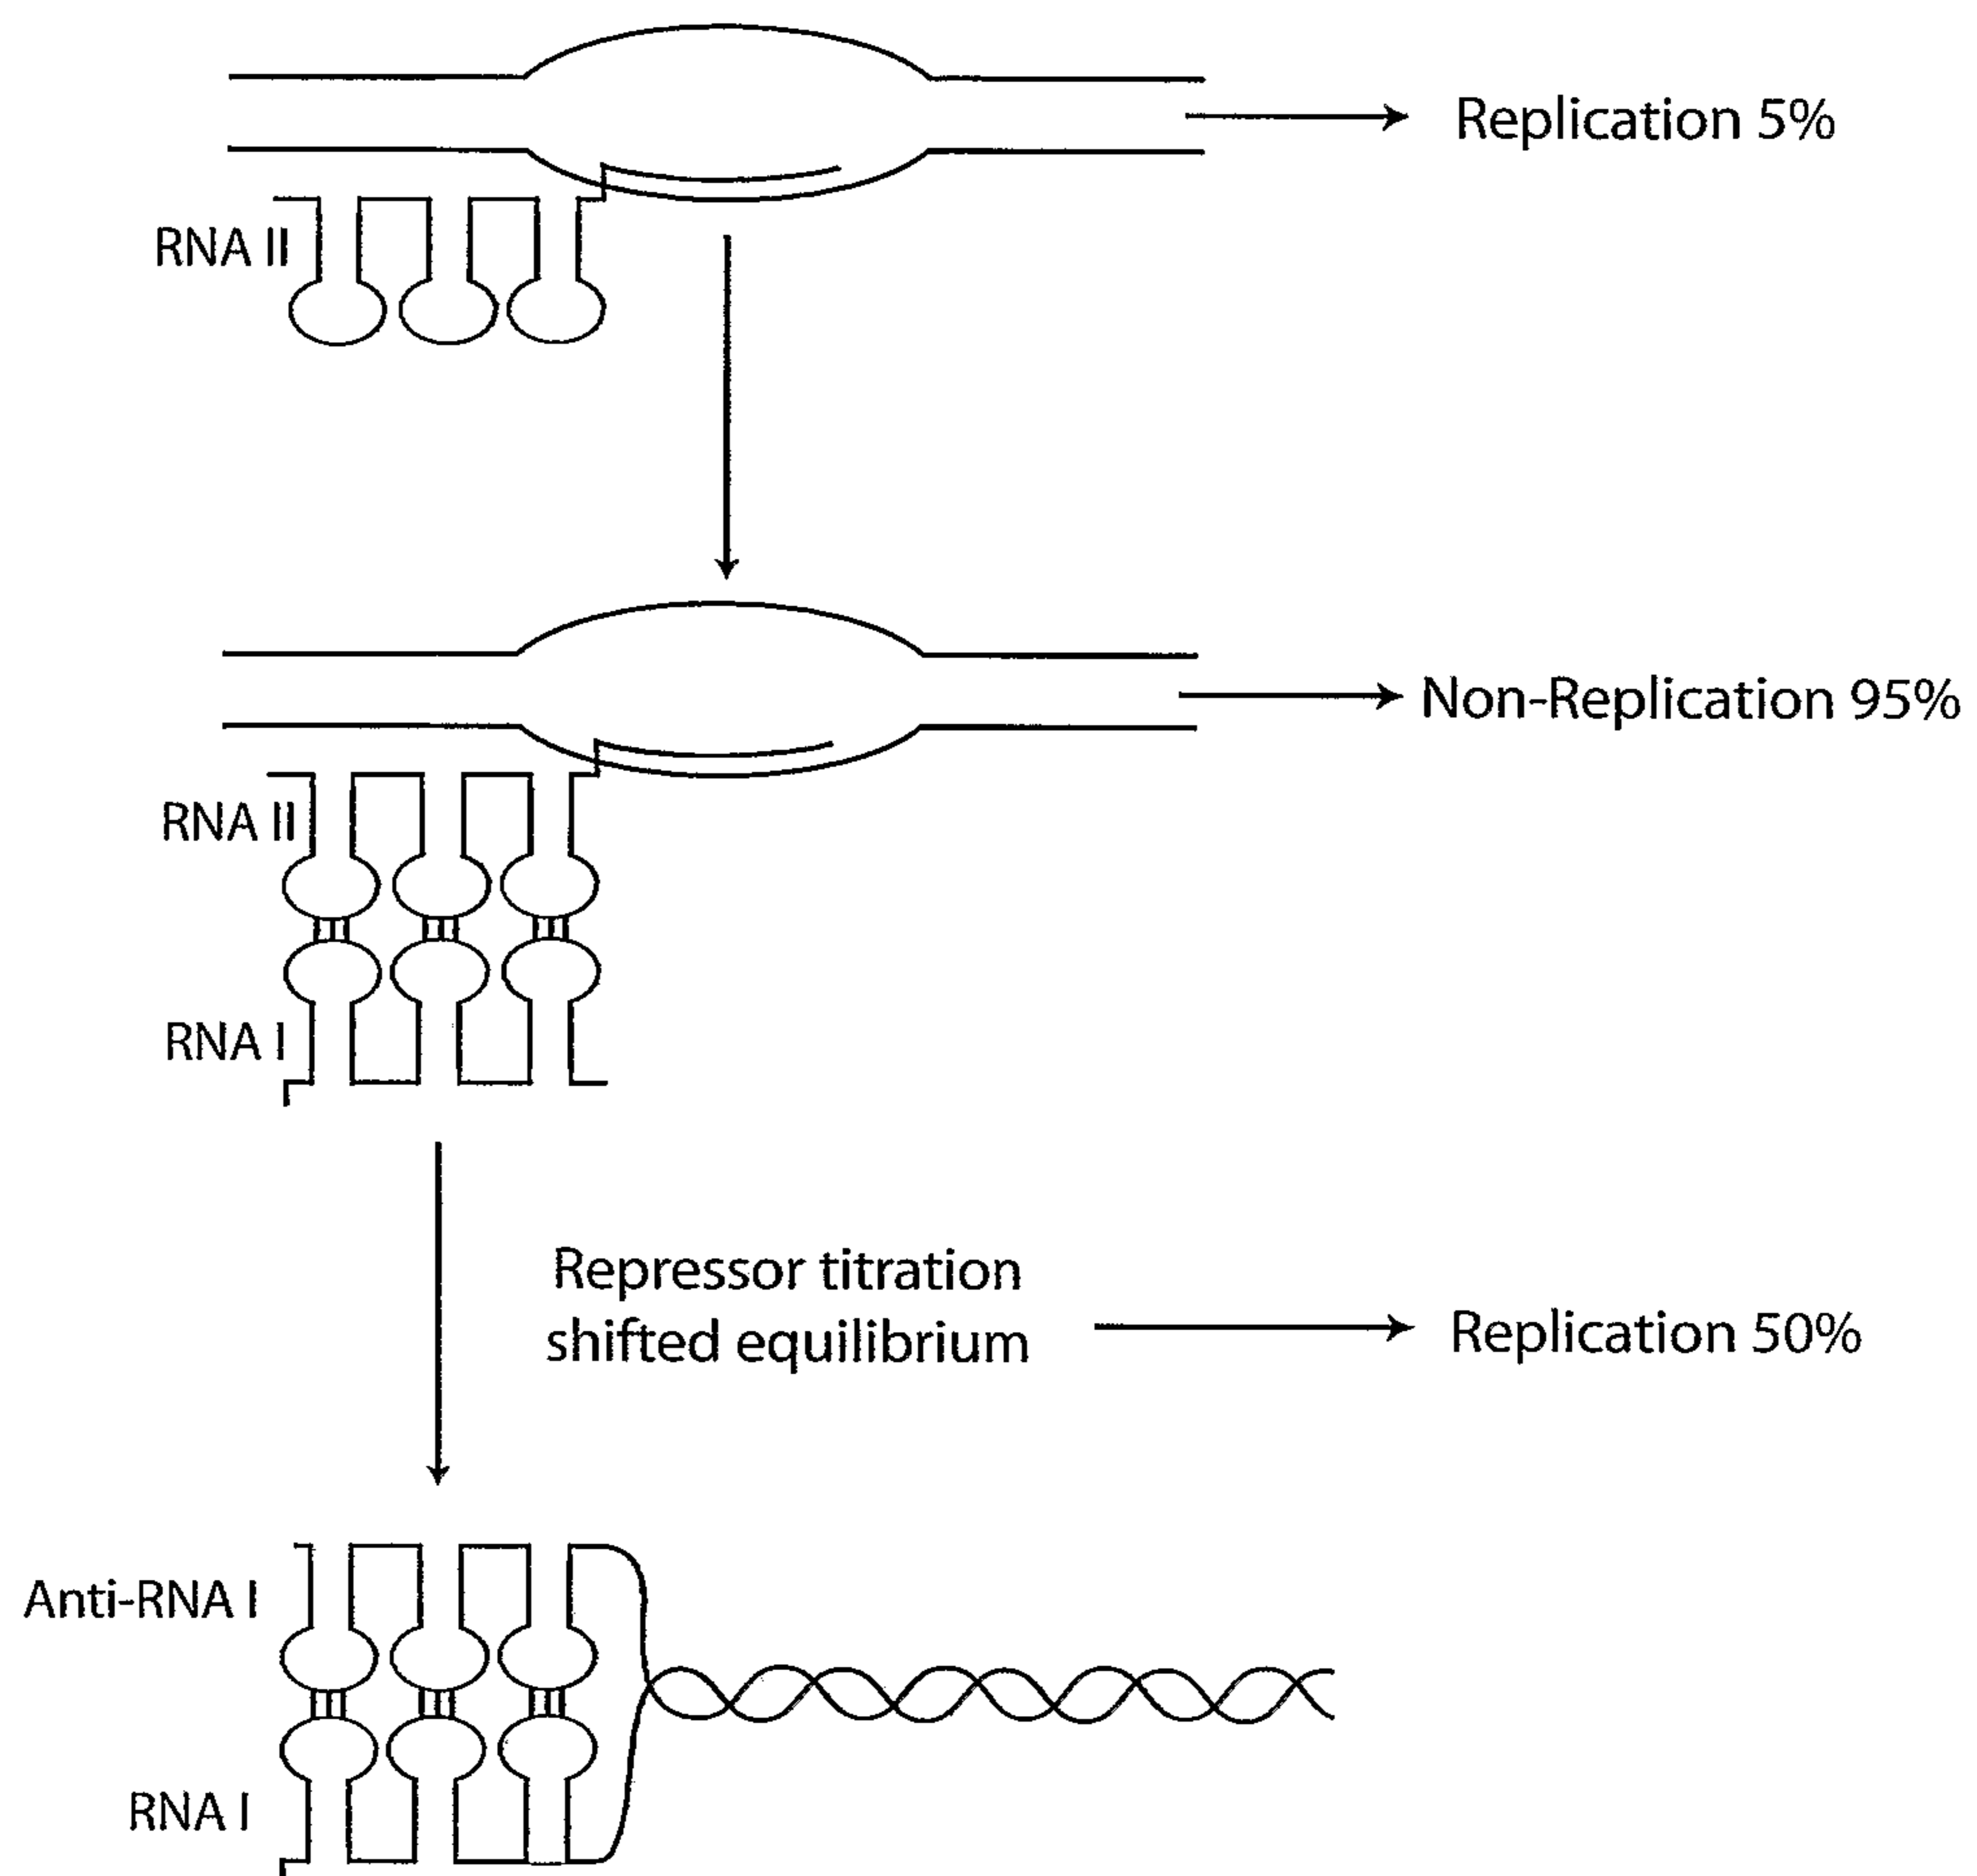 Replication 5%
RNA II
Non-Replication 95%
RNA II
RNA I
Repressor titration
shifted equilibrium
Replication 50%
Anti-RNA I
RNA I